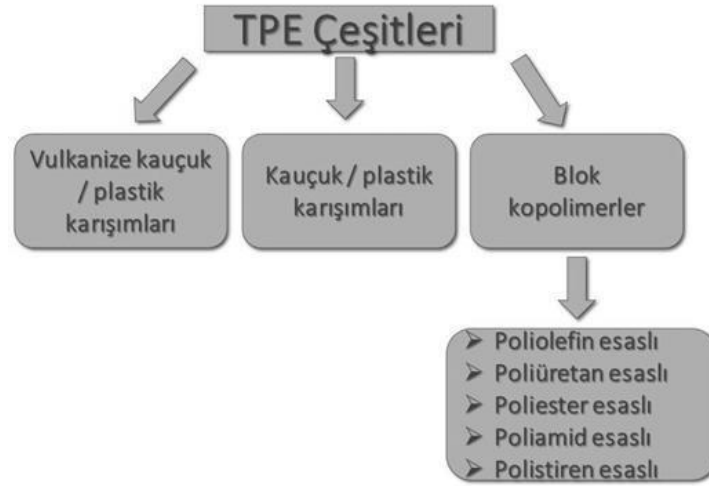 TPE Çeşitleri
Vulkanize kauçuk
/ plastik
karışımları
Kauçuk / plastik
karışımları
Blok
kopolimerler
➢ Poliolefin esaslı
➢ Poliüretan esaslı
➢ Poliester esaslı
➢ Poliamid esaslı
➢ Polistiren esaslı